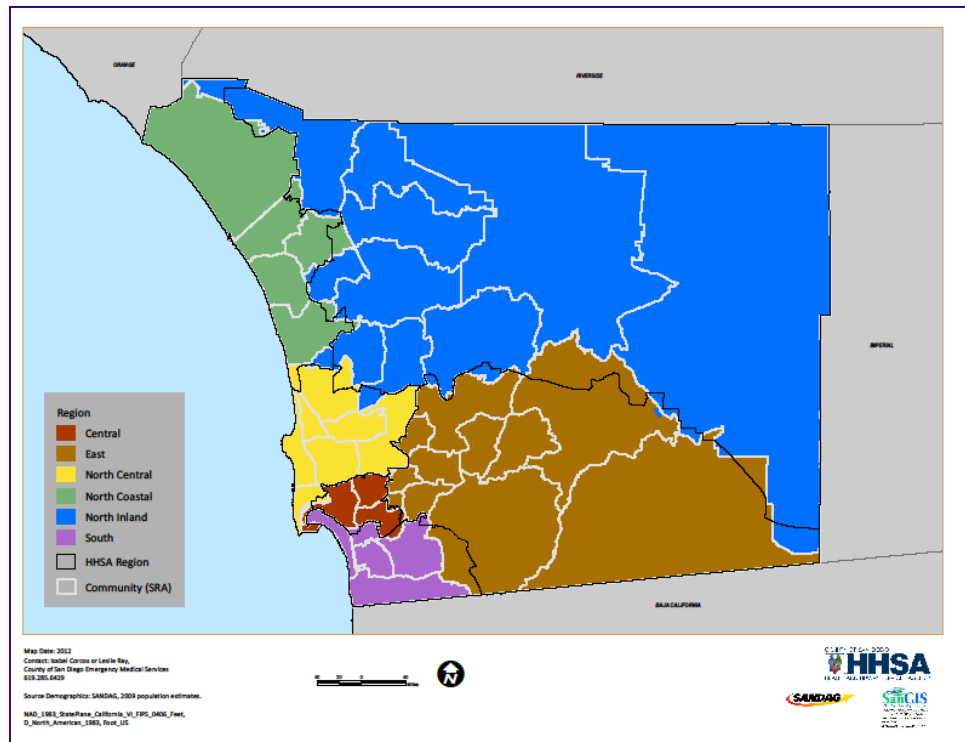 ORANGE
RIVERSIDE
IMPERIAL
BAJA CALIFORNIA
Region
Central
East
North Central
North Coastal
North Inland
South
HHSA Region
Community (SRA)
Map Date: 2012
Contact: Isabel Corcos or Leslie Ray,
County of San Diego Emergency Medical Services
619.285.6429
Source Demographics: SANDAG, 2009 population estimates.
NAD_1983_StatePlane_California_VI_FIPS_0406_Feet,
D_North_American_1983, Foot_US
COUNTY OF SAN DIEGO
HHSA
SANDAG
SanGIS